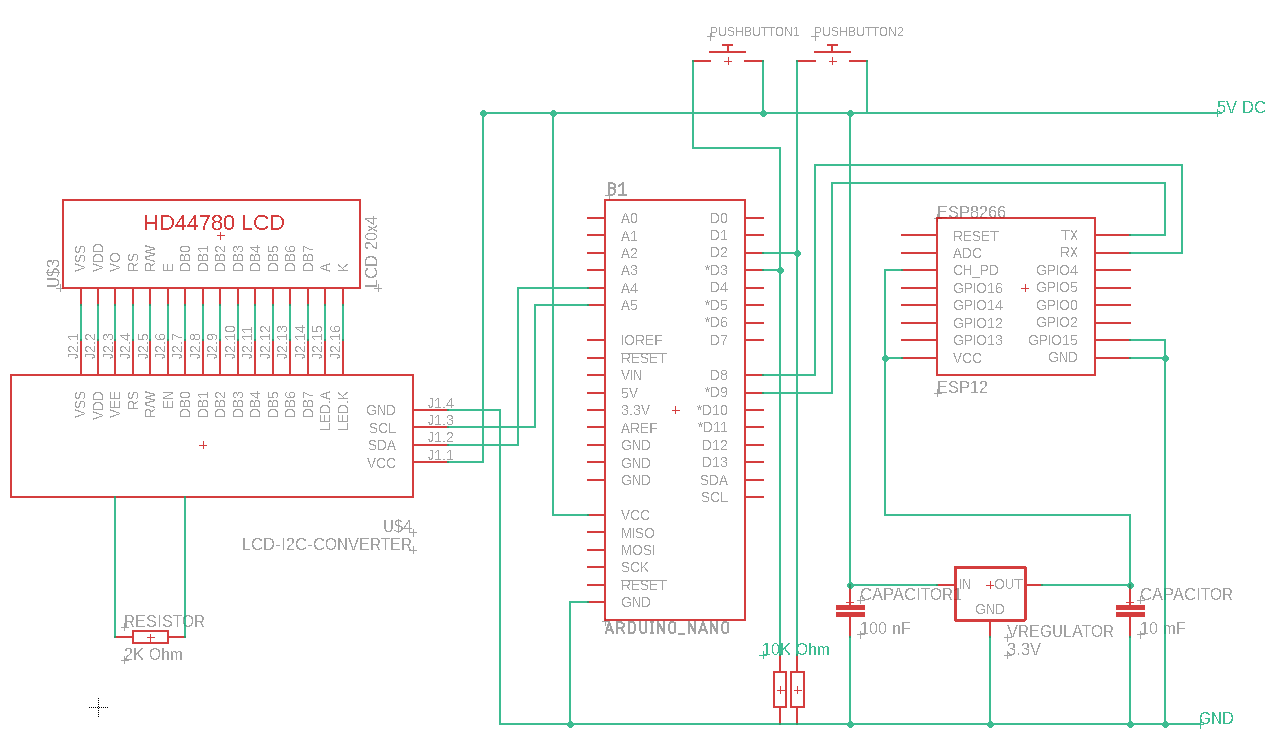 PUSHBUTTON1
PUSHBUTTON2
5V DC
B1
HD44780 LCD
VSS
VDD
VO
RS
R/W
E
DB0
DB1
DB2
DB3
DB4
DB5
DB6
DB7
A
K
U$3
LCD 20x4
J2.1
J2.2
J2.3
J2.4
J2.5
J2.6
J2.7
J2.8
J2.9
J2.10
J2.11
J2.12
J2.13
J2.14
J2.15
J2.16
VSS
VDD
VEE
RS
R/W
EN
DB0
DB1
DB2
DB3
DB4
DB5
DB6
DB7
LED.A
LED.K
GND
SCL
SDA
VCC
J1.4
J1.3
J1.2
J1.1
U$4
LCD-I2C-CONVERTER
RESISTOR
2K Ohm
A0
A1
A2
A3
A4
A5
IOREF
RESET
VIN
5V
3.3V
AREF
GND
GND
GND
VCC
MISO
MOSI
SCK
RESET
GND
D0
D1
D2
*D3
D4
*D5
*D6
D7
D8
*D9
*D10
*D11
D12
D13
SDA
SCL
ARDUINO_NANO
10K Ohm
ESP8266
RESET
ADC
CH_PD
GPIO16
GPIO14
GPIO12
GPIO13
VCC
TX
RX
GPIO4
GPIO5
GPIO0
GPIO2
GPIO15
GND
ESP12
CAPACITOR1
100 nF
IN
OUT
GND
VREGULATOR
3.3V
CAPACITOR
10 mF
GND